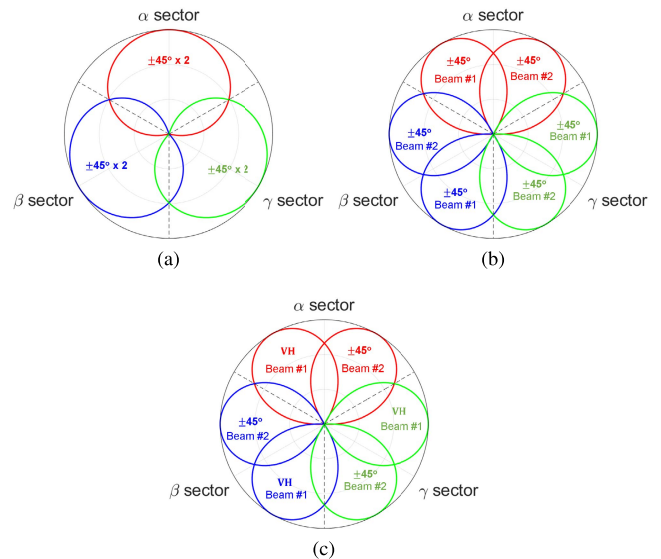 α sector
±45° x 2
±45° x 2
±45° x 2
β sector
γ sector
(a)
α sector
±45°
Beam #1
±45°
Beam #2
±45°
Beam #2
±45°
Beam #1
±45°
Beam #1
±45°
Beam #2
β sector
γ sector
(b)
α sector
VH
Beam #1
±45°
Beam #2
±45°
Beam #2
VH
Beam #1
VH
Beam #1
±45°
Beam #2
β sector
γ sector
(c)